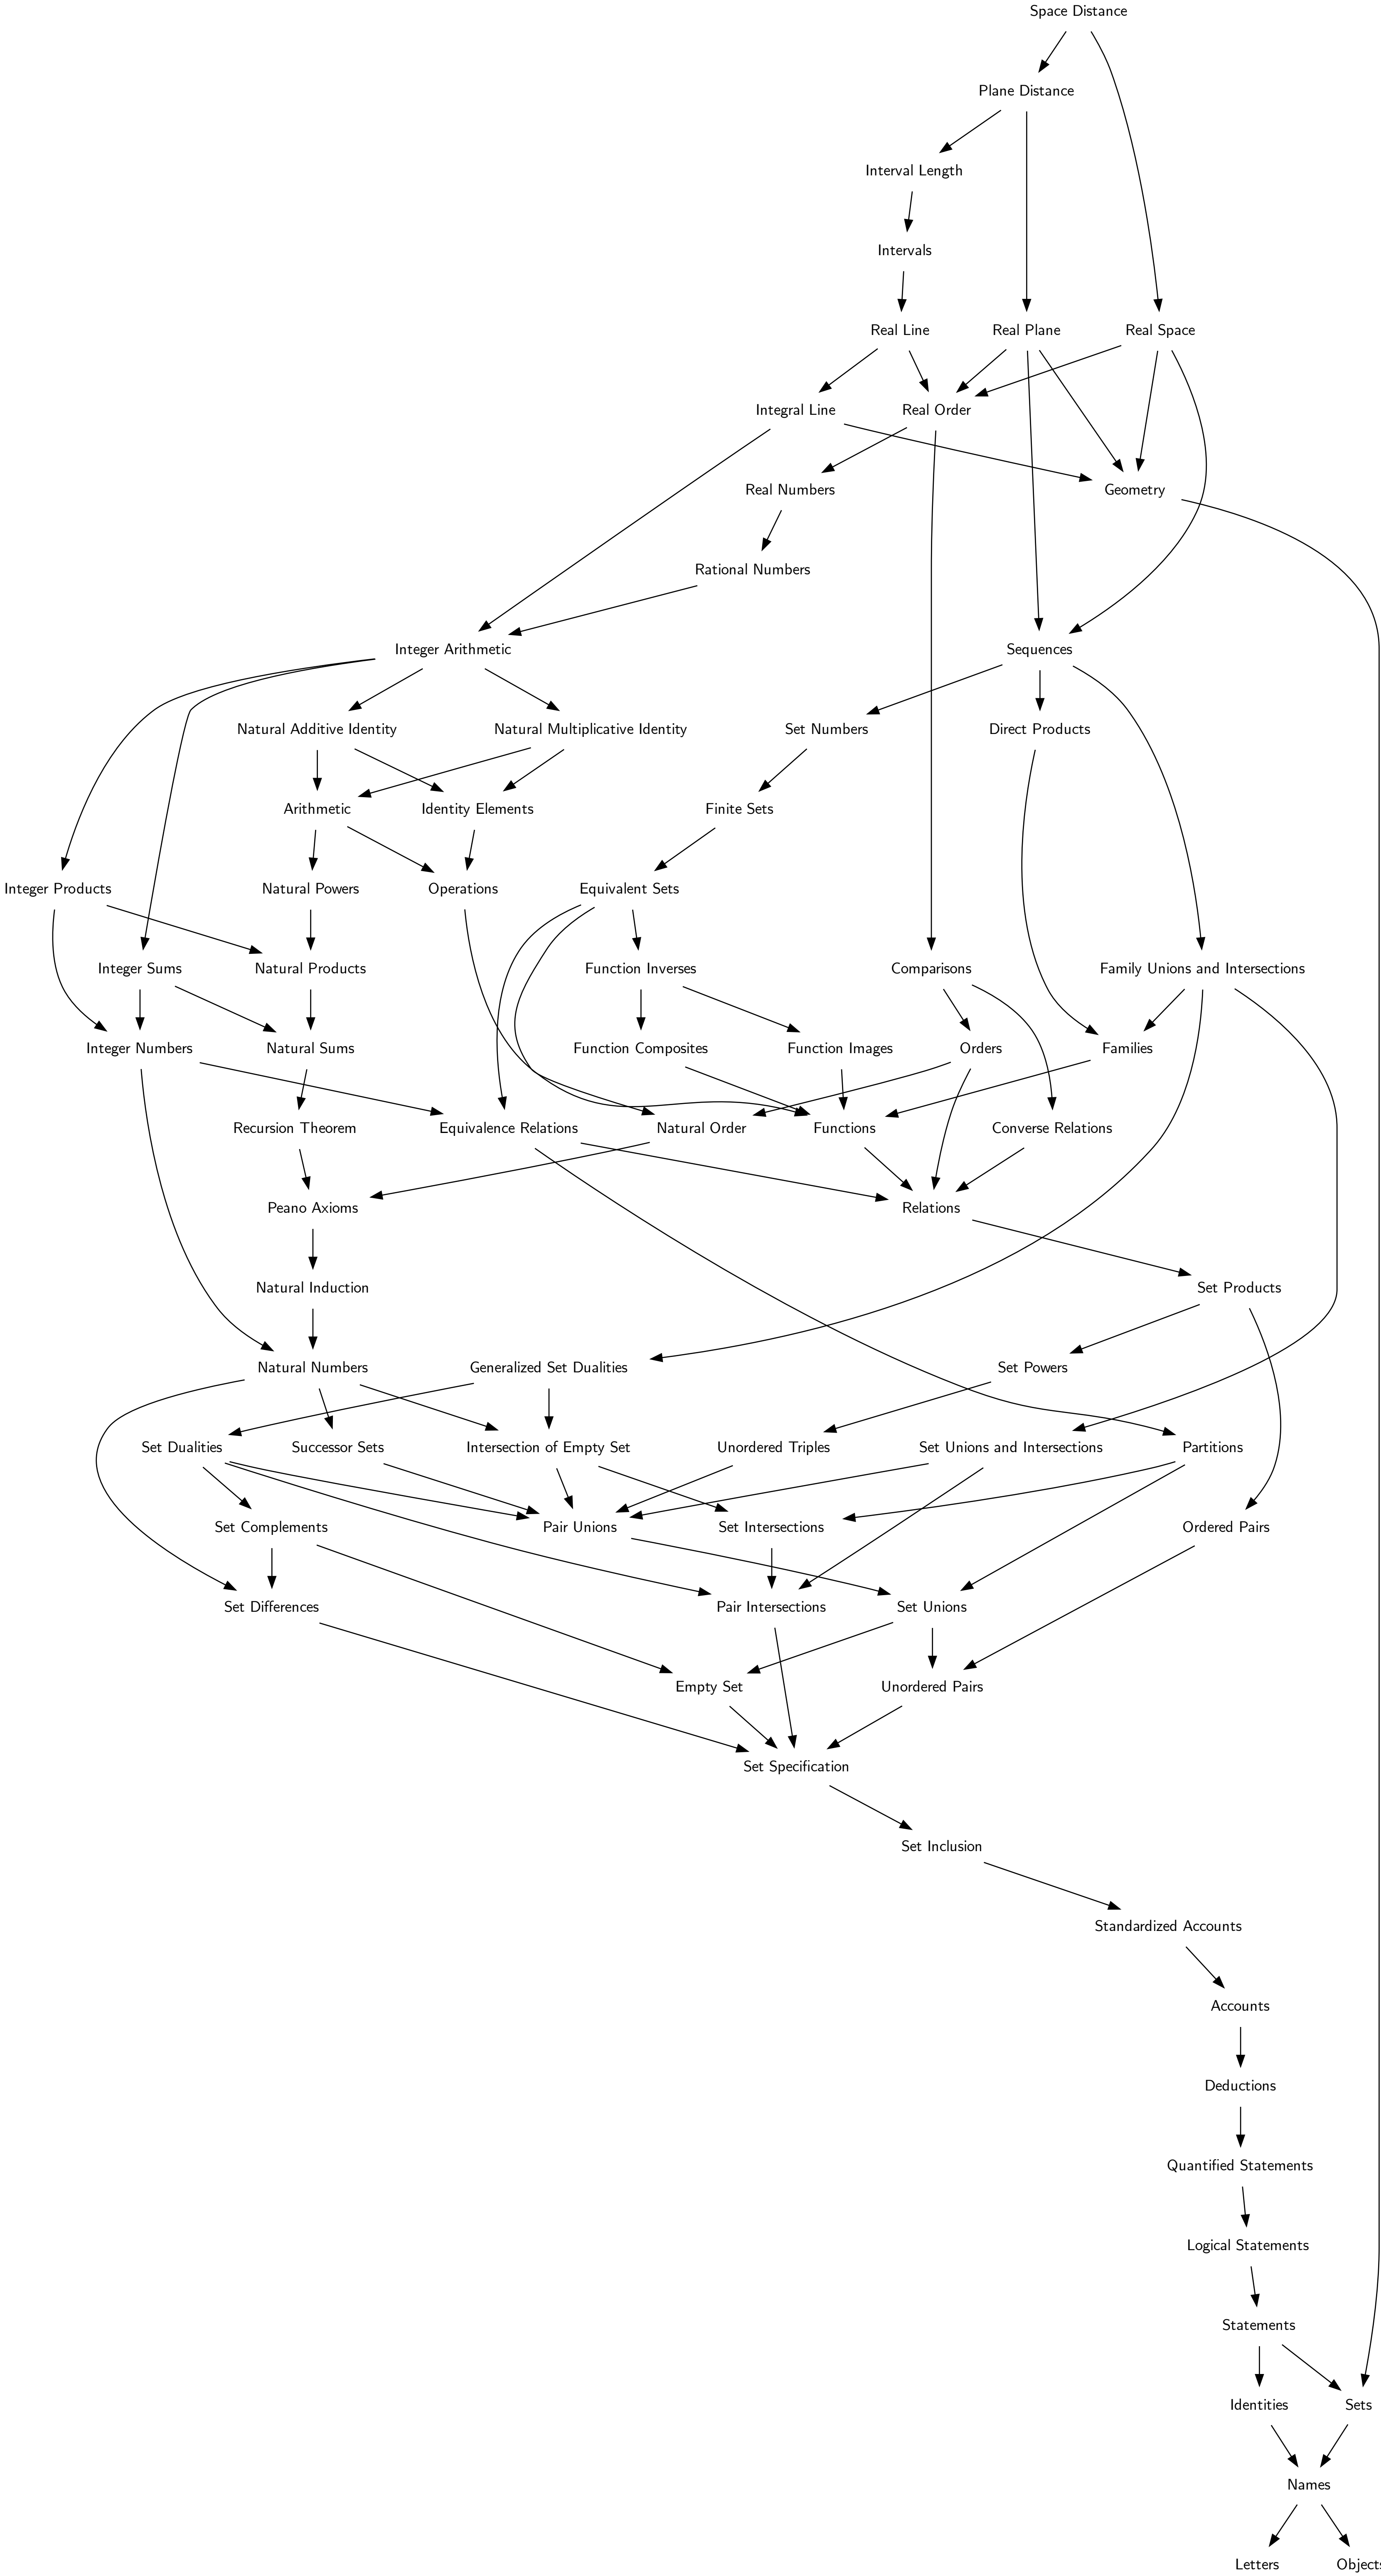 Space Distance
Plane Distance
Interval Length
Intervals
Real Line
Real Plane
Real Space
Integral Line
Real Order
Real Numbers
Geometry
Rational Numbers
Integer Arithmetic
Sequences
Natural Additive Identity
Natural Multiplicative Identity
Set Numbers
Direct Products
Arithmetic
Identity Elements
Finite Sets
Integer Products
Natural Powers
Operations
Equivalent Sets
Integer Sums
Natural Products
Function Inverses
Comparisons
Family Unions and Intersections
Integer Numbers
Natural Sums
Function Composites
Function Images
Orders
Families
Recursion Theorem
Equivalence Relations
Natural Order
Functions
Converse Relations
Peano Axioms
Relations
Natural Induction
Set Products
Natural Numbers
Generalized Set Dualities
Set Powers
Set Dualities
Successor Sets
Intersection of Empty Set
Unordered Triples
Set Unions and Intersections
Partitions
Set Complements
Pair Unions
Set Intersections
Ordered Pairs
Set Differences
Pair Intersections
Set Unions
Empty Set
Unordered Pairs
Set Specification
Set Inclusion
Standardized Accounts
Accounts
Deductions
Quantified Statements
Logical Statements
Statements
Identities
Sets
Names
Letters
Objects